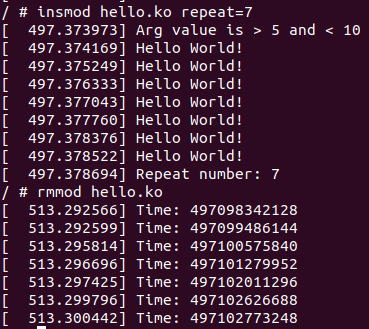 / # insmod hello.ko repeat=7
[  497.373973] Arg value is > 5 and < 10
[  497.374169] Hello World!
[  497.375249] Hello World!
[  497.376333] Hello World!
[  497.377043] Hello World!
[  497.377760] Hello World!
[  497.378376] Hello World!
[  497.378522] Hello World!
[  497.378694] Repeat number: 7
/ # rmmod hello.ko
[  513.292566] Time: 497098342128
[  513.292599] Time: 497099486144
[  513.295814] Time: 497100575840
[  513.296696] Time: 497101279952
[  513.297425] Time: 497102011296
[  513.299796] Time: 497102626688
[  513.300442] Time: 497102773248